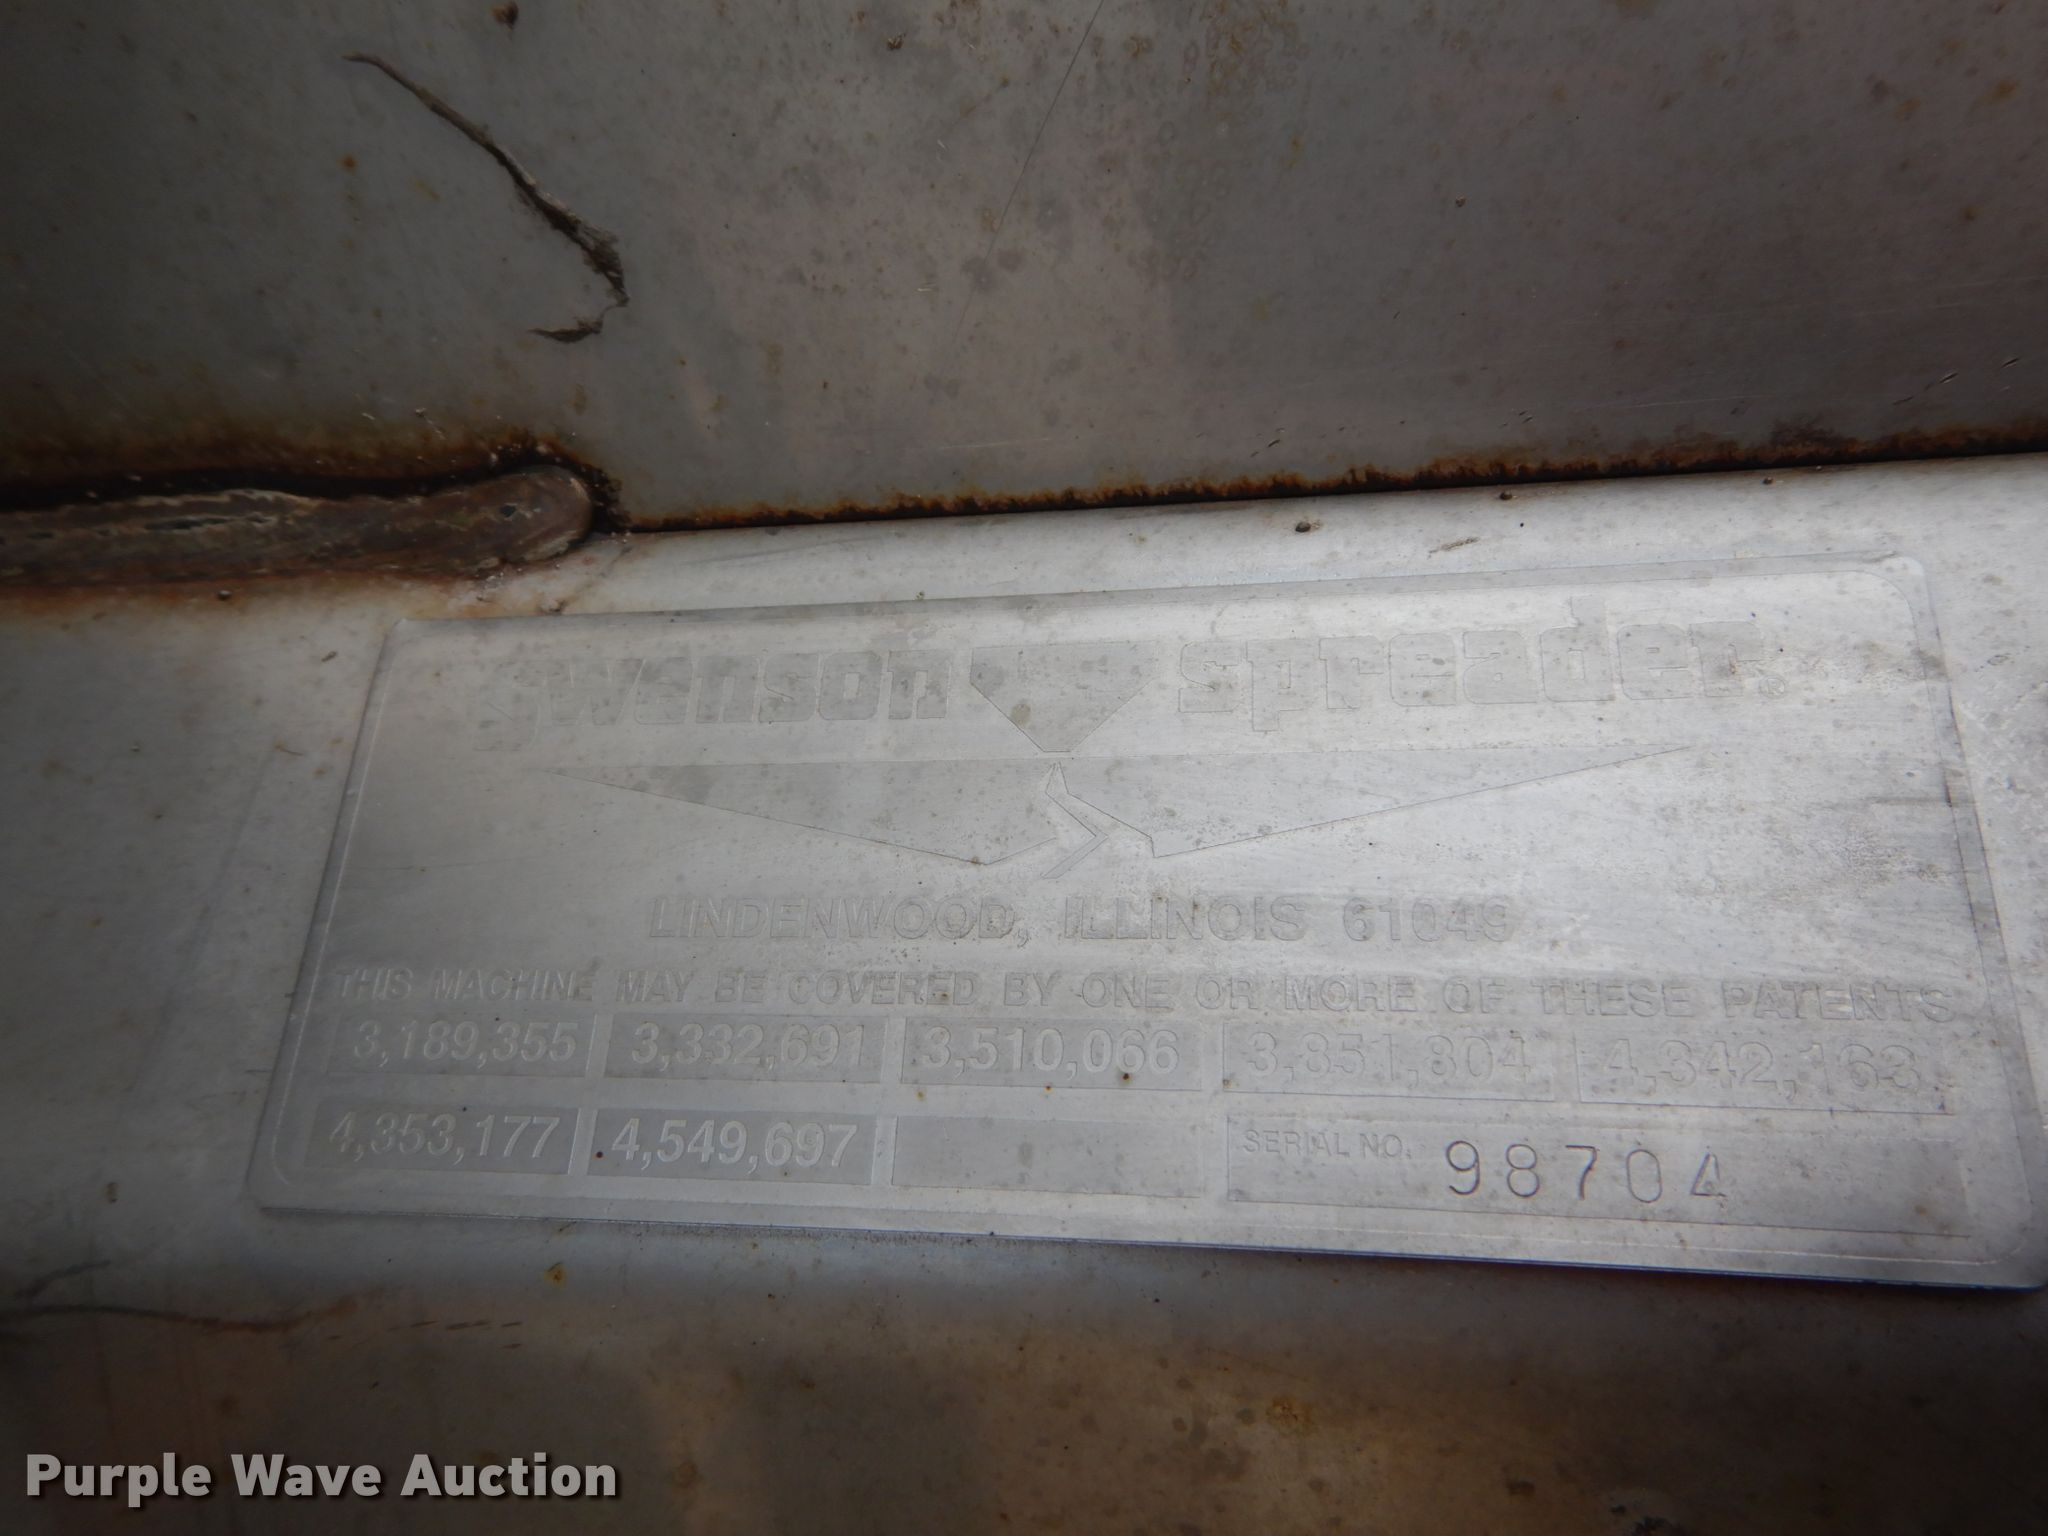 swenson spreader®
LINDENWOOD, ILLINOIS 61049
THIS MACHINE MAY BE COVERED BY ONE OR MORE OF THESE PATENTS
3,189,355 3,332,691 3,510,066 3,851,804 4,342,163
4,353,177 4,549,697 SERIAL NO. 98704
Purple Wave Auction